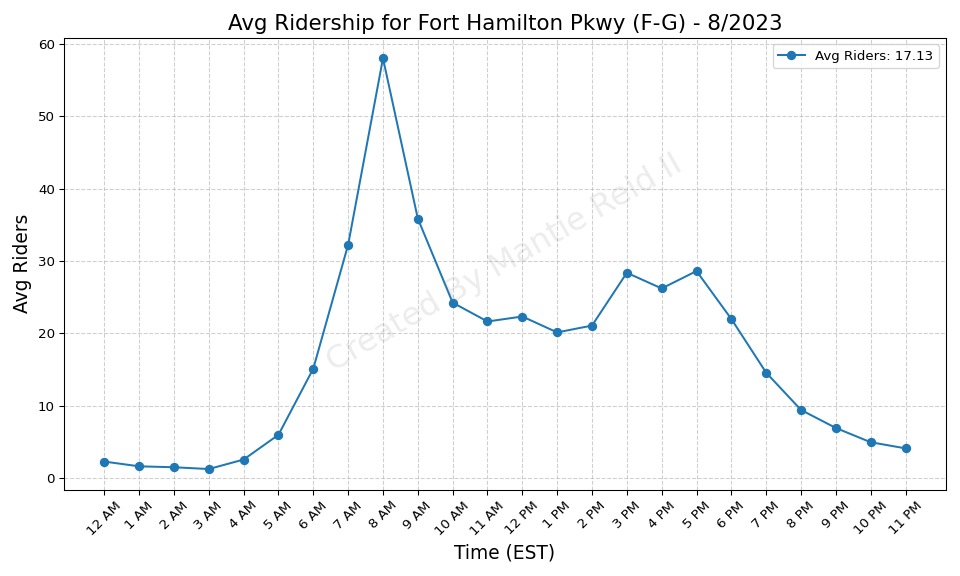 Avg Ridership for Fort Hamilton Pkwy (F-G) - 8/2023
Avg Riders: 17.13
Avg Riders
60
50
40
30
20
10
0
Created By Mantie Reid II
12 AM
1 AM
2 AM
3 AM
4 AM
5 AM
6 AM
7 AM
8 AM
9 AM
10 AM
11 AM
12 PM
1 PM
2 PM
3 PM
4 PM
5 PM
6 PM
7 PM
8 PM
9 PM
10 PM
11 PM
Time (EST)